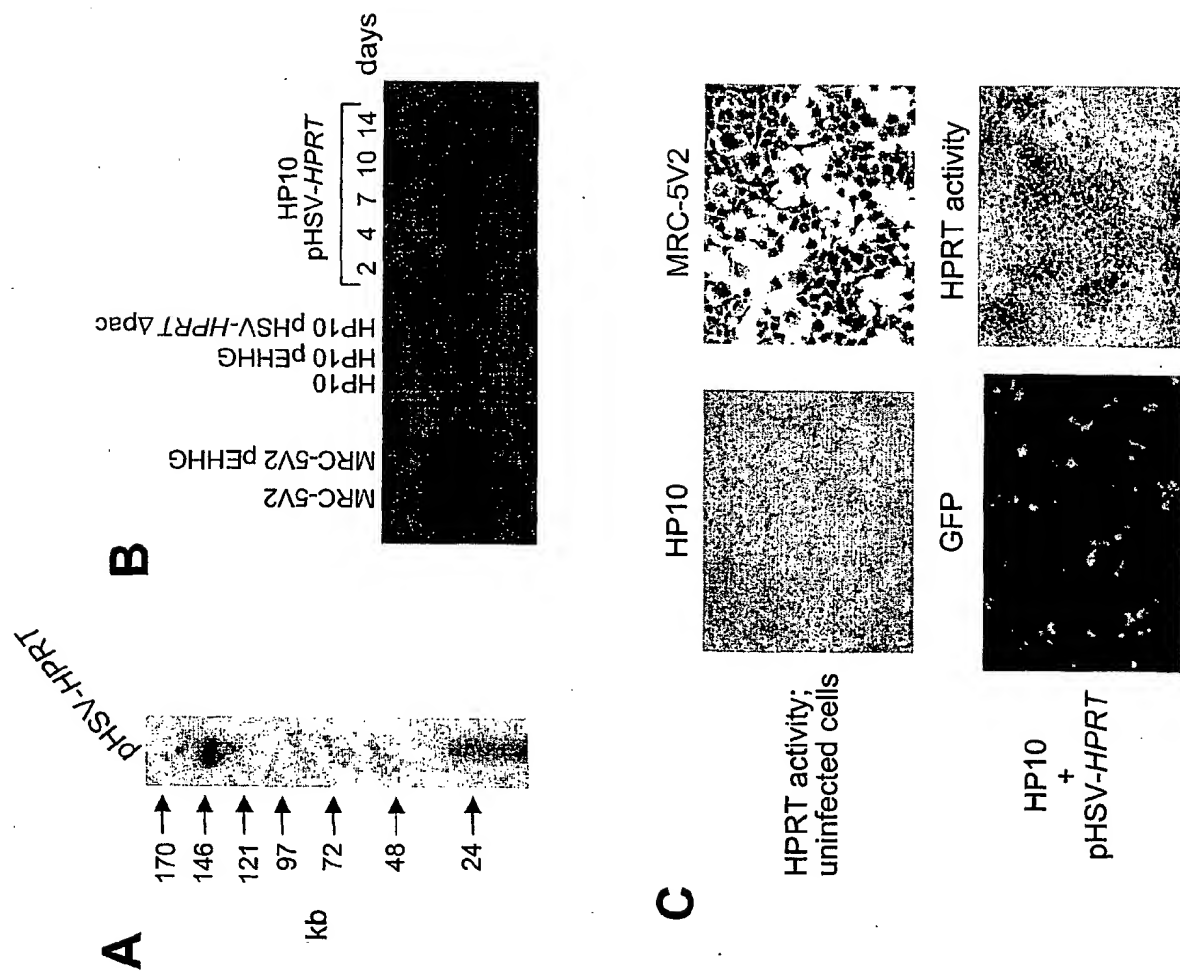 A
pHSV-HPRT
170
146
121
97
72
48
24
kb
B
MRC-5V2
MRC-5V2 pEHHG
HP10
HP10 pEHHG
HP10 pHSV-HPRTΔpac
HP10
pHSV-HPRT
2 4 7 10 14 days
C
HP10
MRC-5V2
HPRT activity;
uninfected cells
GFP
HPRT activity
HP10
+
pHSV-HPRT